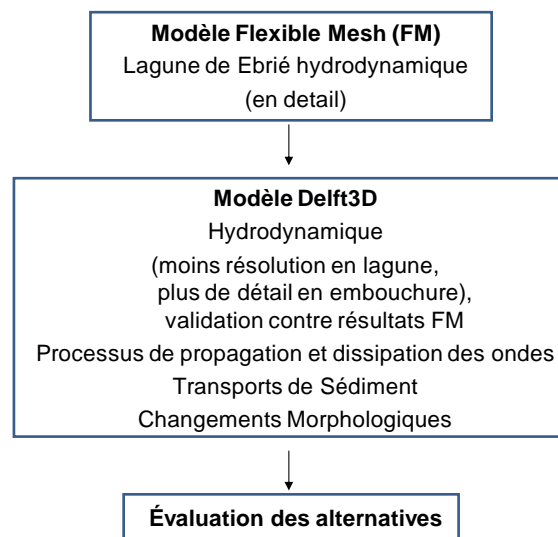 Modèle Flexible Mesh (FM)
Lagune de Ebrié hydrodynamique
(en detail)
Modèle Delft3D
Hydrodynamique
(moins résolution en lagune,
plus de détail en embouchure),
validation contre résultats FM
Processus de propagation et dissipation des ondes
Transports de Sédiment
Changements Morphologiques
Évaluation des alternatives